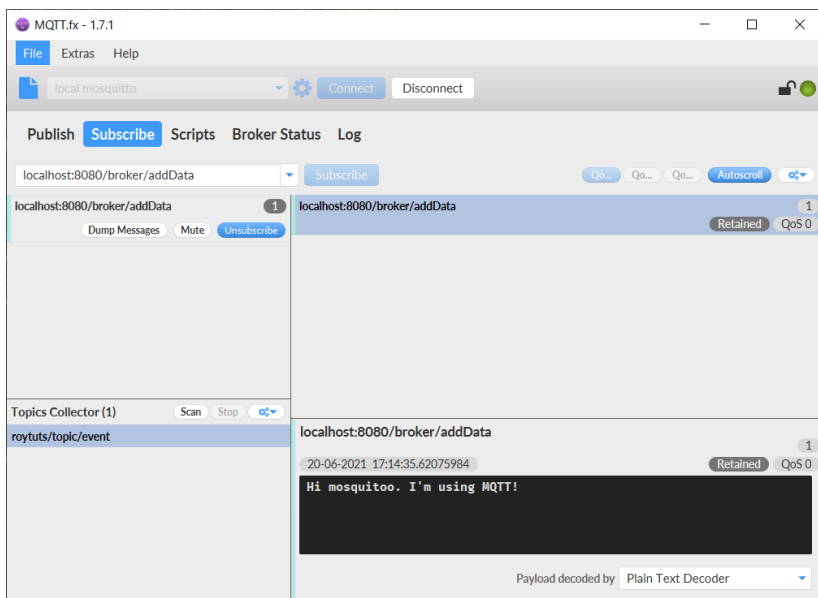 MQTT.fx - 1.7.1
File Extras Help
local mosquitto Connect Disconnect
Publish Subscribe Scripts Broker Status Log
localhost:8080/broker/addData Subscribe Qo... Qo... Qo... Autoscroll
localhost:8080/broker/addData 1
Dump Messages Mute Unsubscribe
localhost:8080/broker/addData 1
Retained QoS 0
Topics Collector (1) Scan Stop
roytuts/topic/event
localhost:8080/broker/addData
1
20-06-2021 17:14:35.62075984 Retained QoS 0
Hi mosquitoo. I'm using MQTT!
Payload decoded by Plain Text Decoder